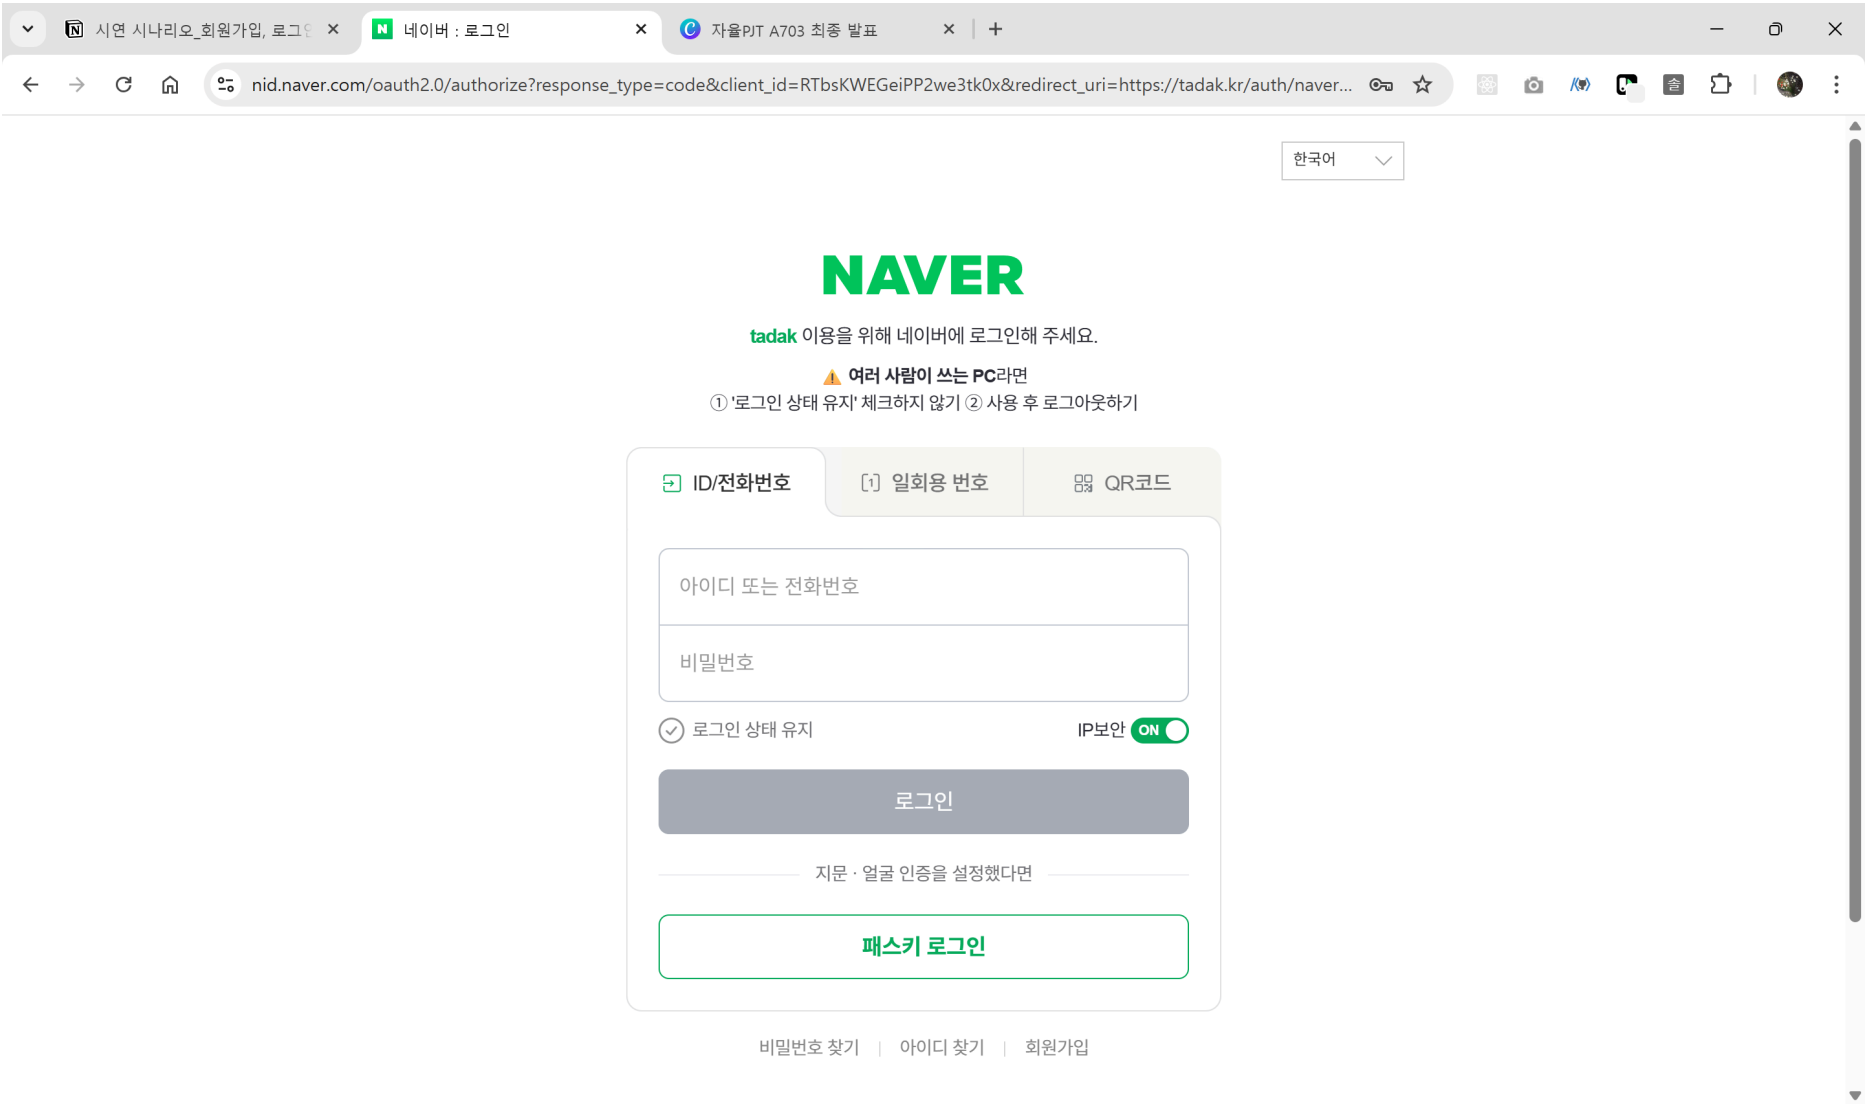 시연 시나리오_회원가입, 로그인
네이버 : 로그인
자율PJT A703 최종 발표
nid.naver.com/oauth2.0/authorize?response_type=code&client_id=RTbsKWEGeiPP2we3tk0x&redirect_uri=https://tadak.kr/auth/naver...
솔
한국어
NAVER
tadak 이용을 위해 네이버에 로그인해 주세요.
⚠ 여러 사람이 쓰는 PC라면
① '로그인 상태 유지' 체크하지 않기 ② 사용 후 로그아웃하기
ID/전화번호
1 일회용 번호
QR코드
아이디 또는 전화번호
비밀번호
로그인 상태 유지
IP보안 ON
로그인
지문 · 얼굴 인증을 설정했다면
패스키 로그인
비밀번호 찾기 | 아이디 찾기 | 회원가입